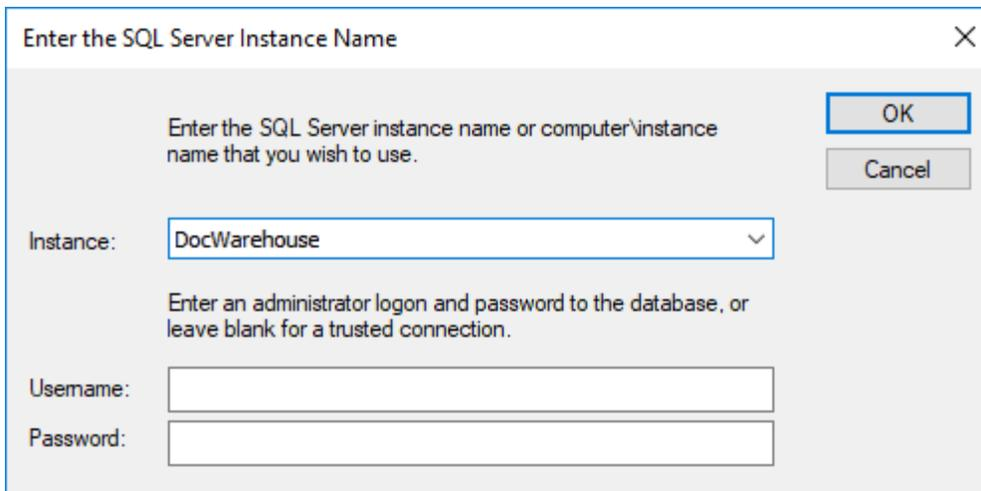 Enter the SQL Server Instance Name
OK
Enter the SQL Server instance name or computer\instance
name that you wish to use.
Cancel
Instance: DocWarehouse
Enter an administrator logon and password to the database, or
leave blank for a trusted connection.
Username:
Password: